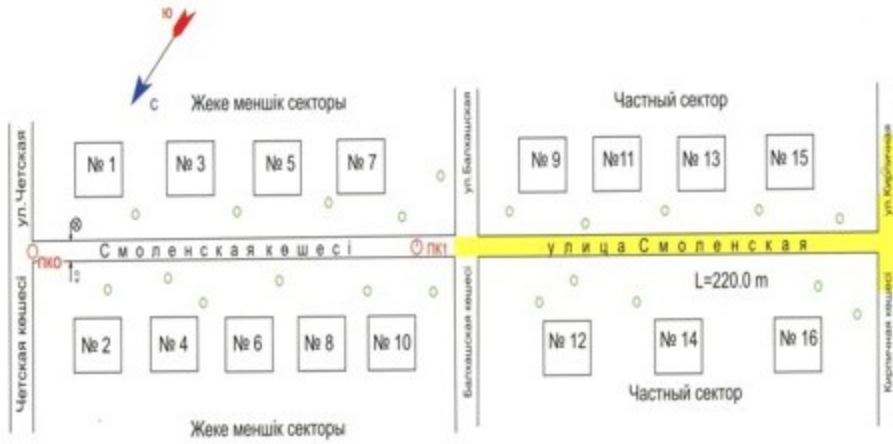 Ю
С
Жеке меншік секторы
Частный сектор
ул.Четская
ул.Балхашская
ул.Кирпичная
№ 1
№ 3
№ 5
№ 7
№ 9
№11
№ 13
№ 15
Смоленская көшесі
улица Смоленская
ПК0
ПК1
4,0
L=220.0 m
Четская көшесі
Балхашская көшесі
Кирпичная көшесі
№ 2
№ 4
№ 6
№ 8
№ 10
№ 12
№ 14
№ 16
Жеке меншік секторы
Частный сектор